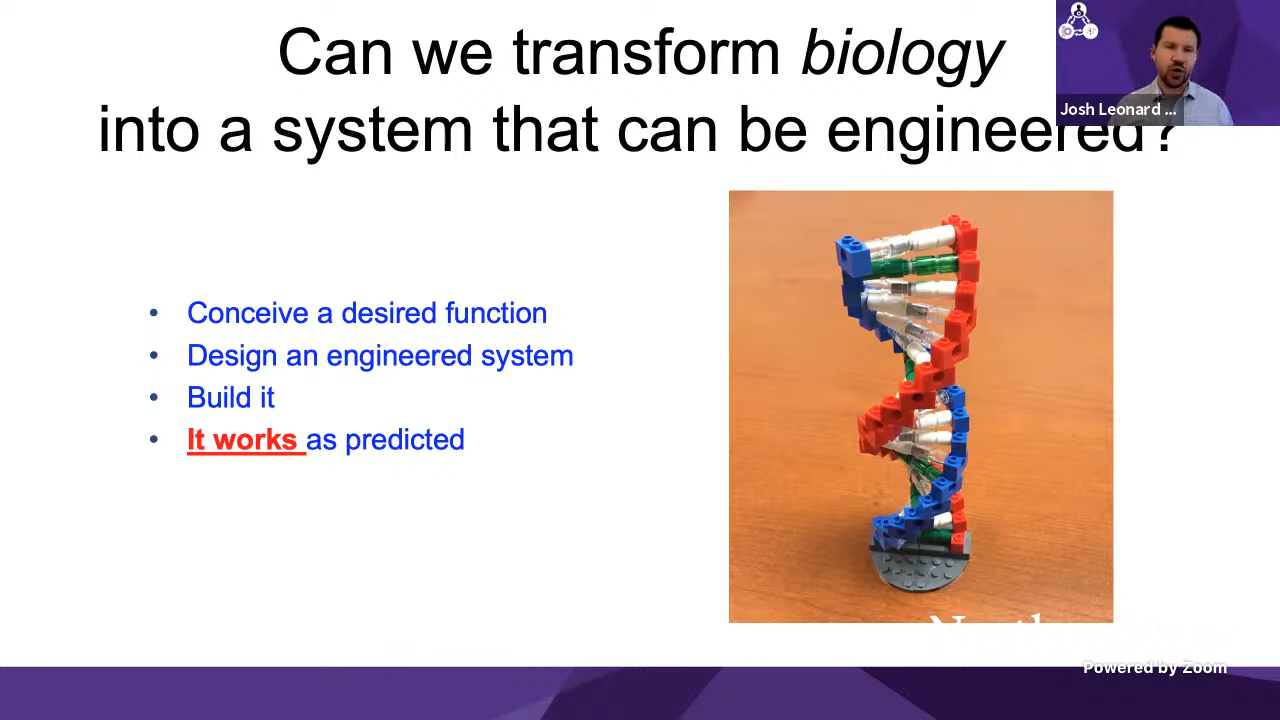 Can we transform biology
into a system that can be engineered?
Josh Leonard ...
• Conceive a desired function
• Design an engineered system
• Build it
• It works as predicted
Powered by Zoom